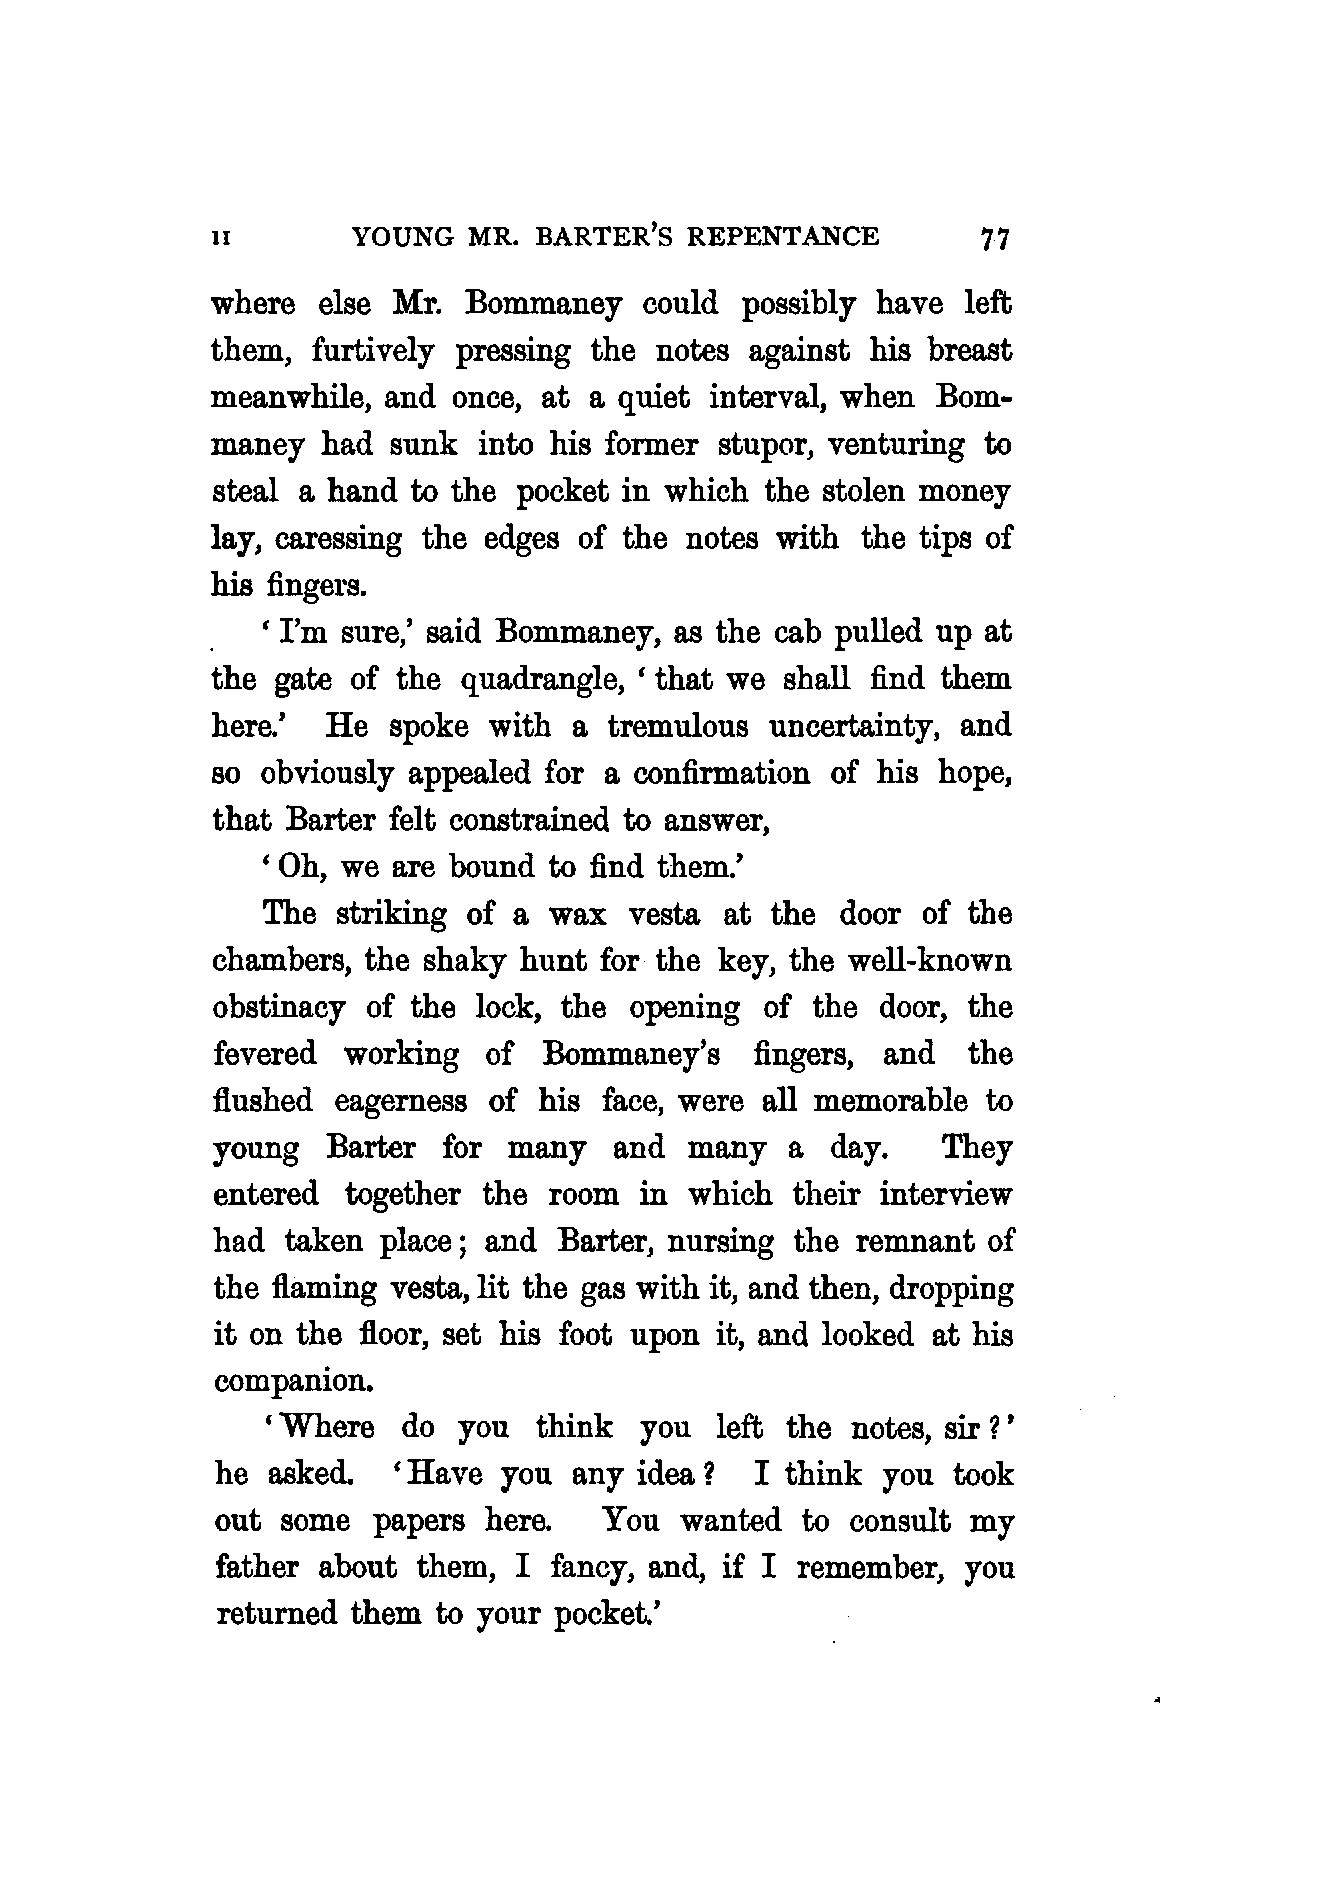 II YOUNG MR. BARTER'S REPENTANCE 77
where else Mr. Bommaney could possibly have left
them, furtively pressing the notes against his breast
meanwhile, and once, at a quiet interval, when Bom-
maney had sunk into his former stupor, venturing to
steal a hand to the pocket in which the stolen money
lay, caressing the edges of the notes with the tips of
his fingers.
‘I'm sure,’ said Bommaney, as the cab pulled up at
the gate of the quadrangle, ‘that we shall find them
here.’ He spoke with a tremulous uncertainty, and
so obviously appealed for a confirmation of his hope,
that Barter felt constrained to answer,
‘Oh, we are bound to find them.’
The striking of a wax vesta at the door of the
chambers, the shaky hunt for the key, the well-known
obstinacy of the lock, the opening of the door, the
fevered working of Bommaney's fingers, and the
flushed eagerness of his face, were all memorable to
young Barter for many and many a day. They
entered together the room in which their interview
had taken place; and Barter, nursing the remnant of
the flaming vesta, lit the gas with it, and then, dropping
it on the floor, set his foot upon it, and looked at his
companion.
‘Where do you think you left the notes, sir?’
he asked. ‘Have you any idea? I think you took
out some papers here. You wanted to consult my
father about them, I fancy, and, if I remember, you
returned them to your pocket.’